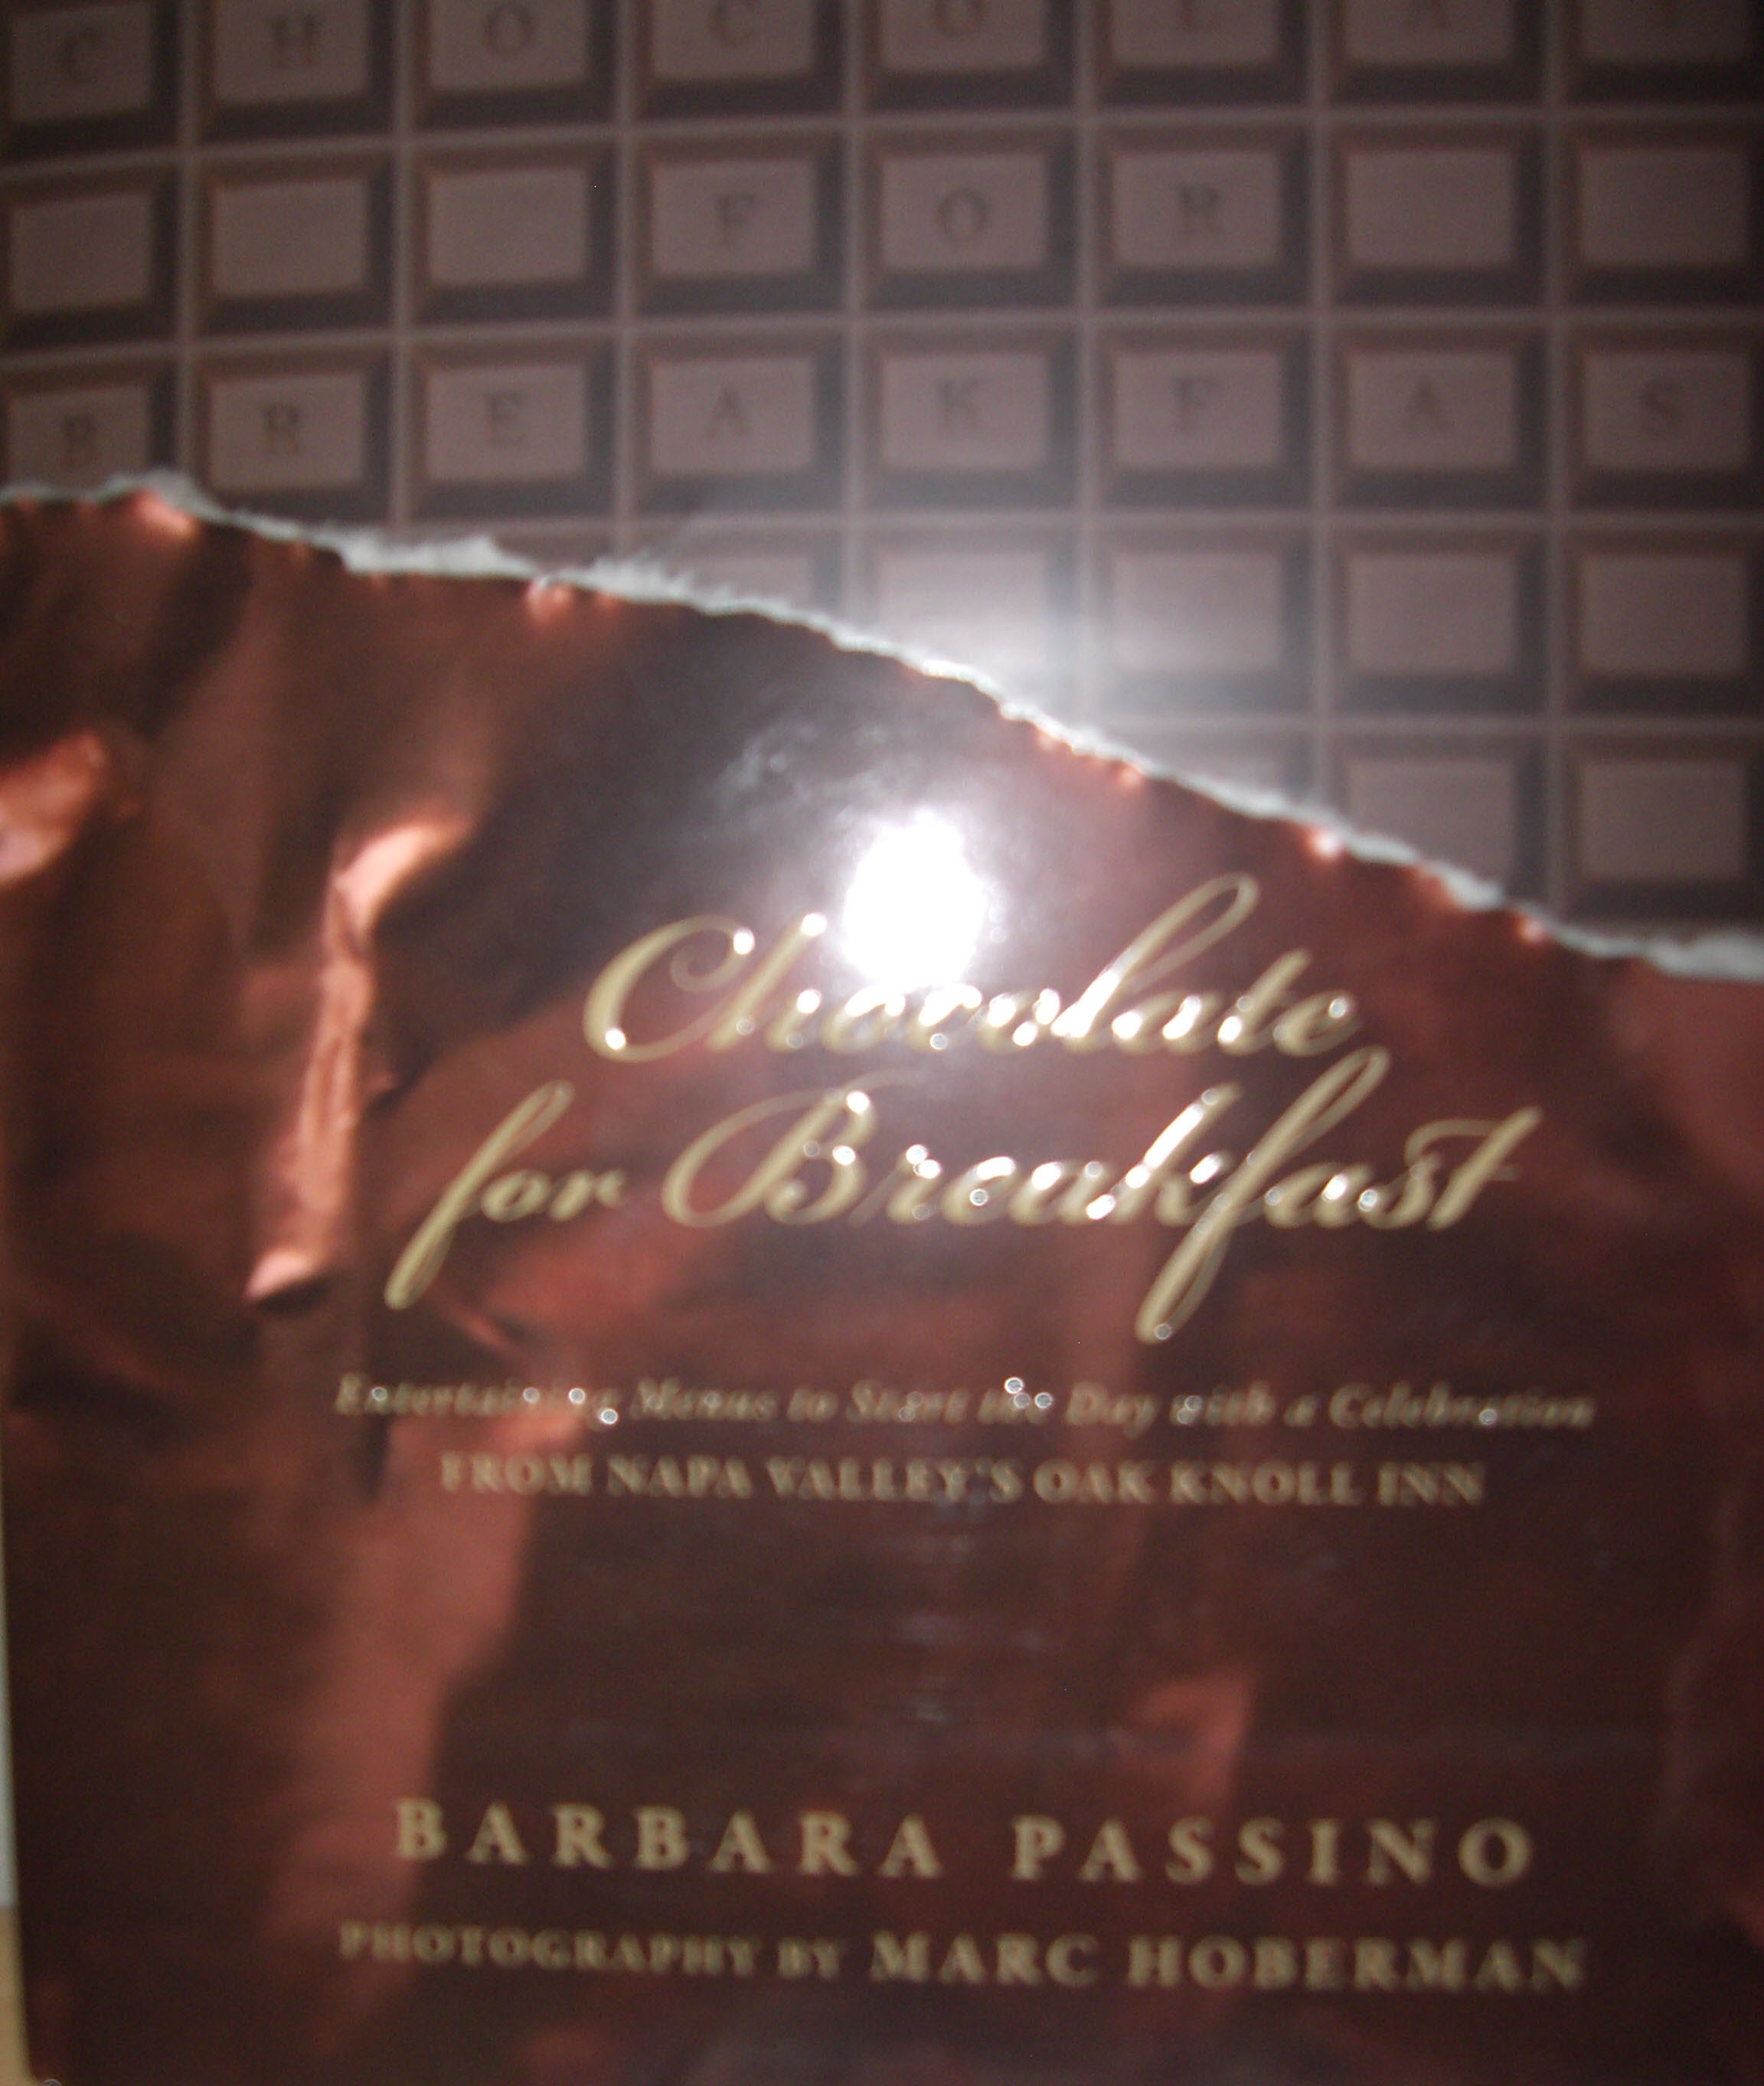 C H O C O L A T
F O R
B R E A K F A S
Chocolate
for Breakfast
Entertaining Menus to Start the Day with a Celebration
FROM NAPA VALLEY'S OAK KNOLL INN
BARBARA PASSINO
PHOTOGRAPHY BY MARC HOBERMAN